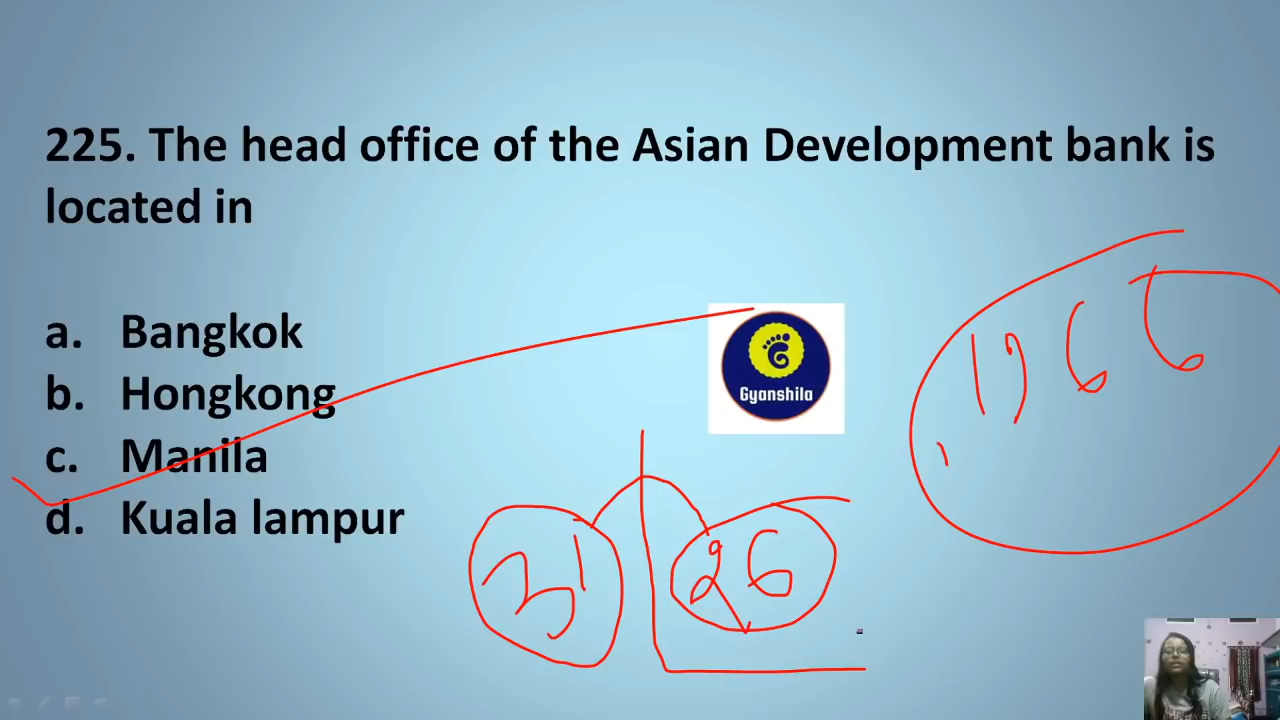 225. The head office of the Asian Development bank is
located in
a. Bangkok
b. Hongkong
c. Manila
d. Kuala lampur
Gyanshila
1966
31
26